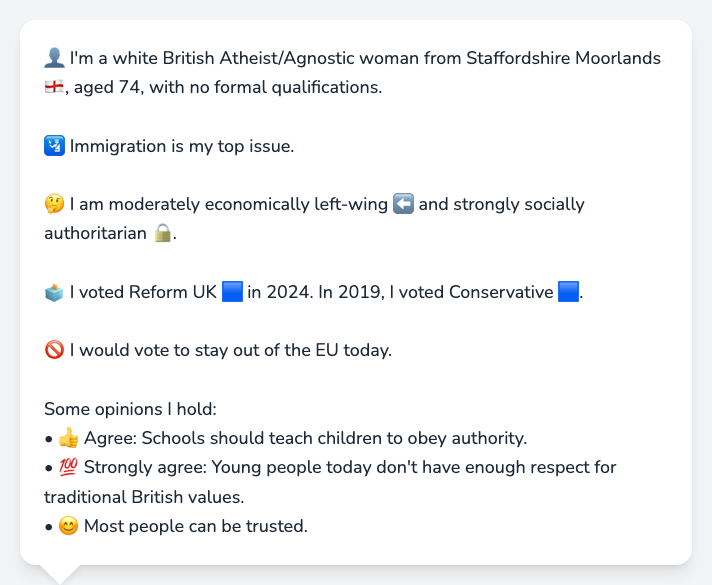 👤 I'm a white British Atheist/Agnostic woman from Staffordshire Moorlands
🏴󠁧󠁢󠁥󠁮󠁧󠁿, aged 74, with no formal qualifications.
🛂 Immigration is my top issue.
🤔 I am moderately economically left-wing ⬅️ and strongly socially
authoritarian 🔒.
🗳️ I voted Reform UK 🟦 in 2024. In 2019, I voted Conservative 🟦.
🚫 I would vote to stay out of the EU today.
Some opinions I hold:
• 👍 Agree: Schools should teach children to obey authority.
• 💯 Strongly agree: Young people today don't have enough respect for
traditional British values.
• 😊 Most people can be trusted.